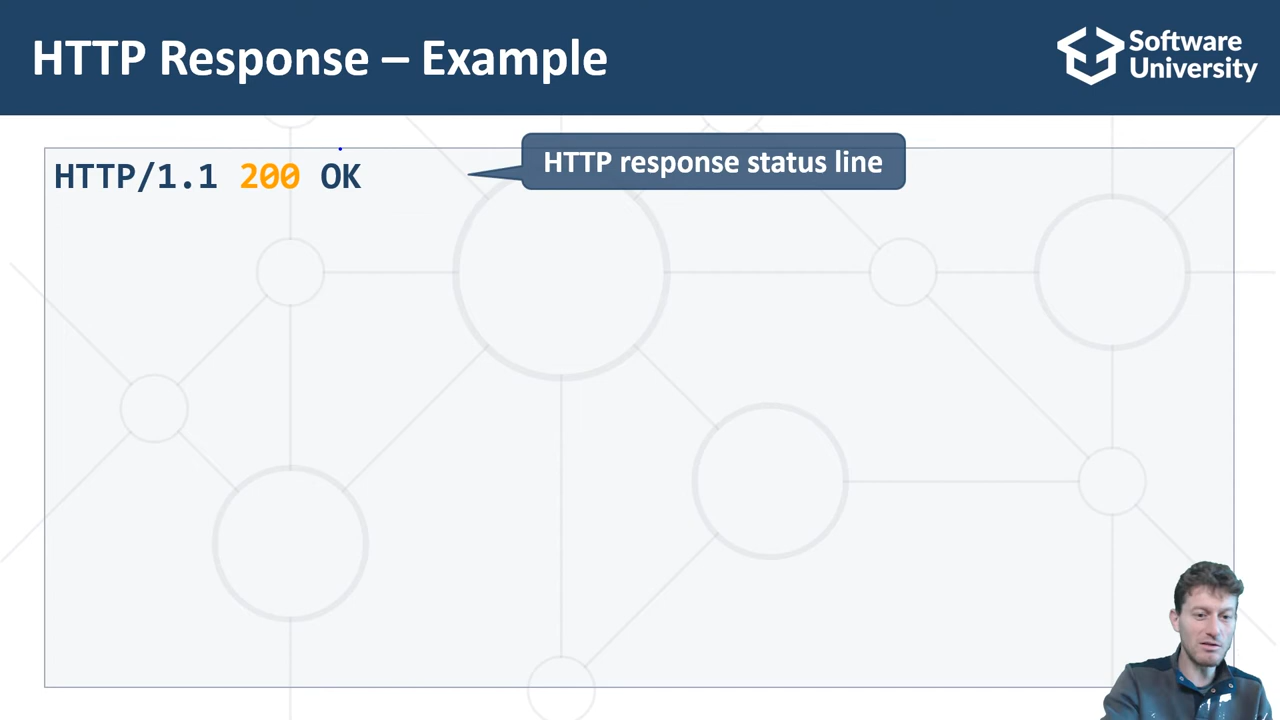 HTTP Response – Example
Software
University
HTTP/1.1 200 OK
HTTP response status line